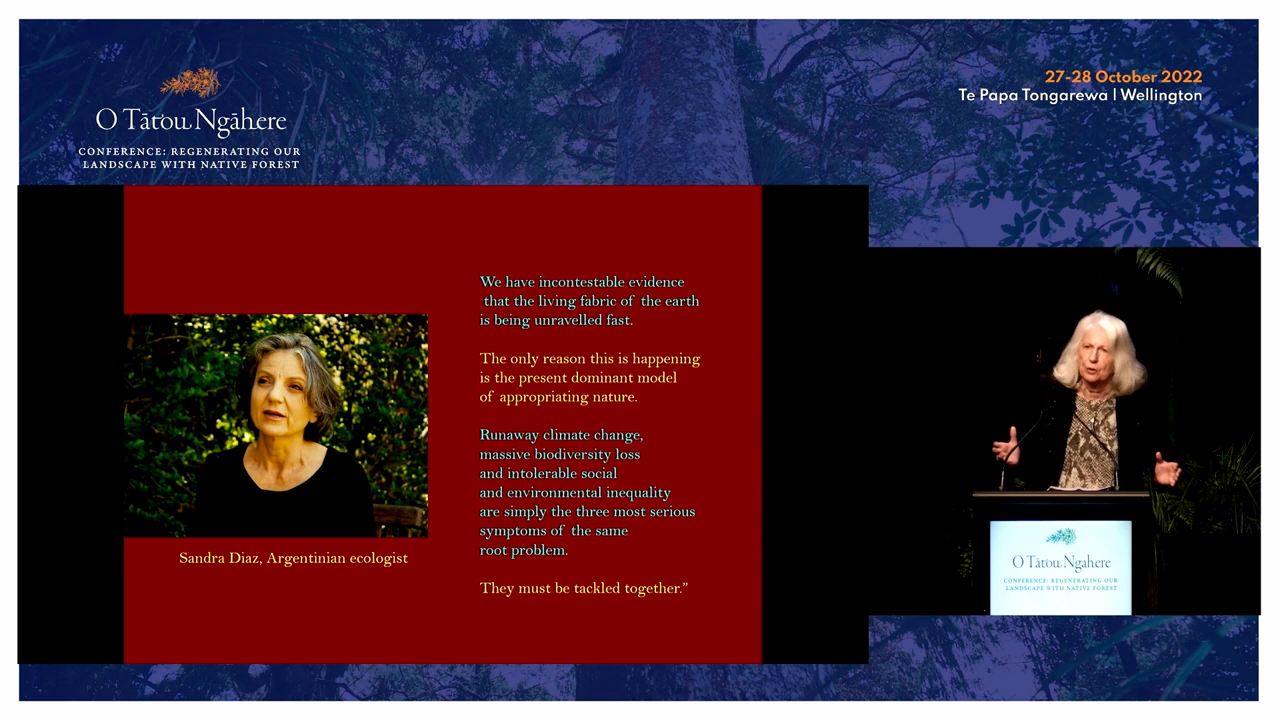 O Tātou Ngāhere
CONFERENCE: REGENERATING OUR
LANDSCAPE WITH NATIVE FOREST
27-28 October 2022
Te Papa Tongarewa | Wellington
We have incontestable evidence
that the living fabric of the earth
is being unravelled fast.
The only reason this is happening
is the present dominant model
of appropriating nature.
Runaway climate change,
massive biodiversity loss
and intolerable social
and environmental inequality
are simply the three most serious
symptoms of the same
root problem.
They must be tackled together.”
Sandra Diaz, Argentinian ecologist
O Tātou Ngahere
CONFERENCE: REGENERATING OUR
LANDSCAPE WITH NATIVE FOREST